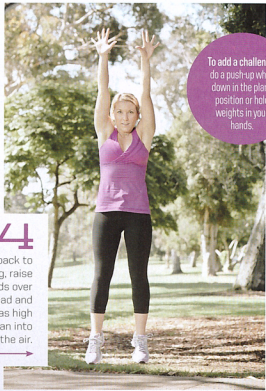 To add a challen
do a push-up wh
down in the plan
position or hol
weights in you
hands.
4
back to
g, raise
ds over
ad and
as high
an into
the air.